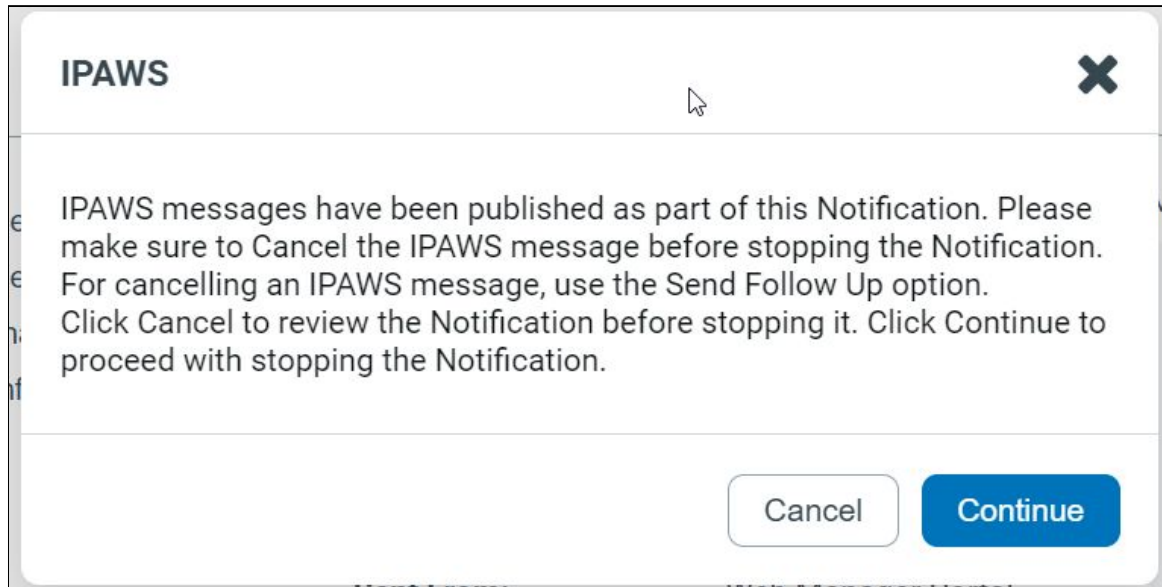 IPAWS
IPAWS messages have been published as part of this Notification. Please
make sure to Cancel the IPAWS message before stopping the Notification.
For cancelling an IPAWS message, use the Send Follow Up option.
Click Cancel to review the Notification before stopping it. Click Continue to
proceed with stopping the Notification.
Cancel Continue